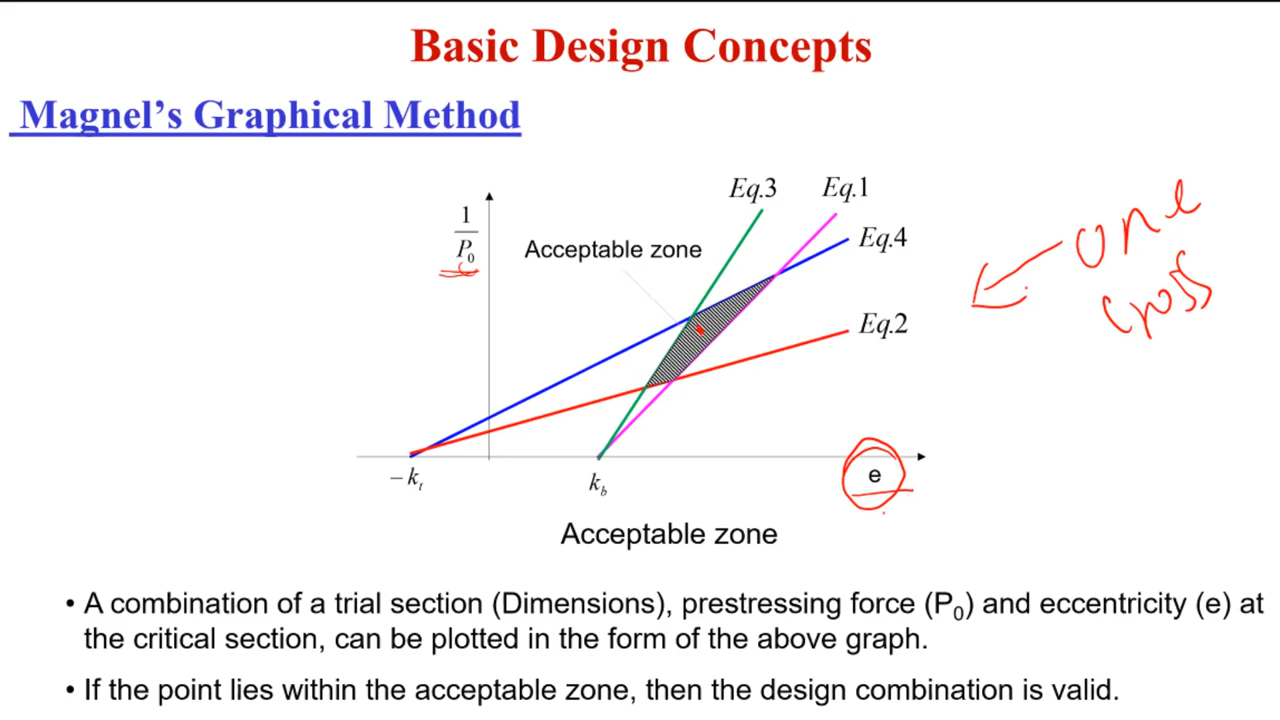 Basic Design Concepts
Magnel's Graphical Method
Eq.3
Eq.1
1
P₀
Acceptable zone
Eq.4
Eq.2
one
cross
−kₜ
k_b
e
Acceptable zone
• A combination of a trial section (Dimensions), prestressing force (P₀) and eccentricity (e) at
the critical section, can be plotted in the form of the above graph.
• If the point lies within the acceptable zone, then the design combination is valid.